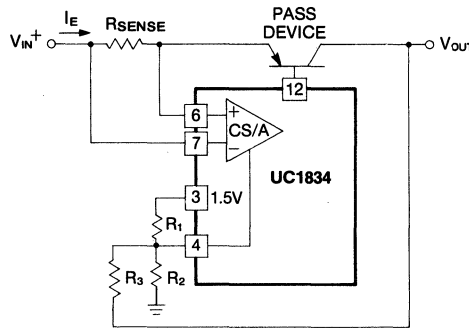 PASS
DEVICE
I_E
R_SENSE
V_IN+
V_OUT
12
6
+
CS/A
7
−
UC1834
3
1.5V
R1
4
R3
R2